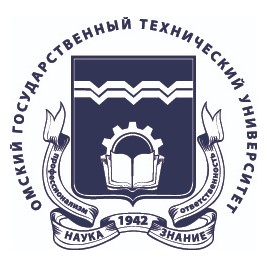 ОМСКИЙ ГОСУДАРСТВЕННЫЙ ТЕХНИЧЕСКИЙ УНИВЕРСИТЕТ
профессионализм
ответственность
НАУКА
1942
ЗНАНИЕ